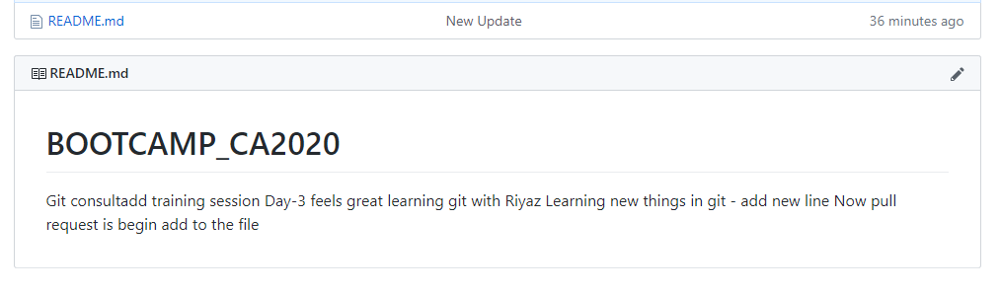 README.md New Update 36 minutes ago
README.md
BOOTCAMP_CA2020
Git consultadd training session Day-3 feels great learning git with Riyaz Learning new things in git - add new line Now pull
request is begin add to the file